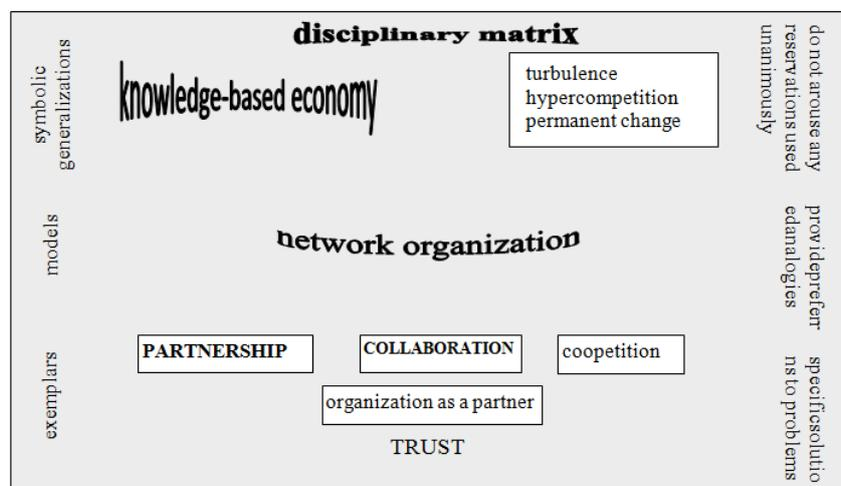 disciplinary matrix
symbolic
generalizations
knowledge-based economy
turbulence
hypercompetition
permanent change
do not arouse any
reservations used
unanimously
models
network organization
providepreferr
edanalogies
exemplars
PARTNERSHIP
COLLABORATION
coopetition
organization as a partner
TRUST
specificsolutio
ns to problems